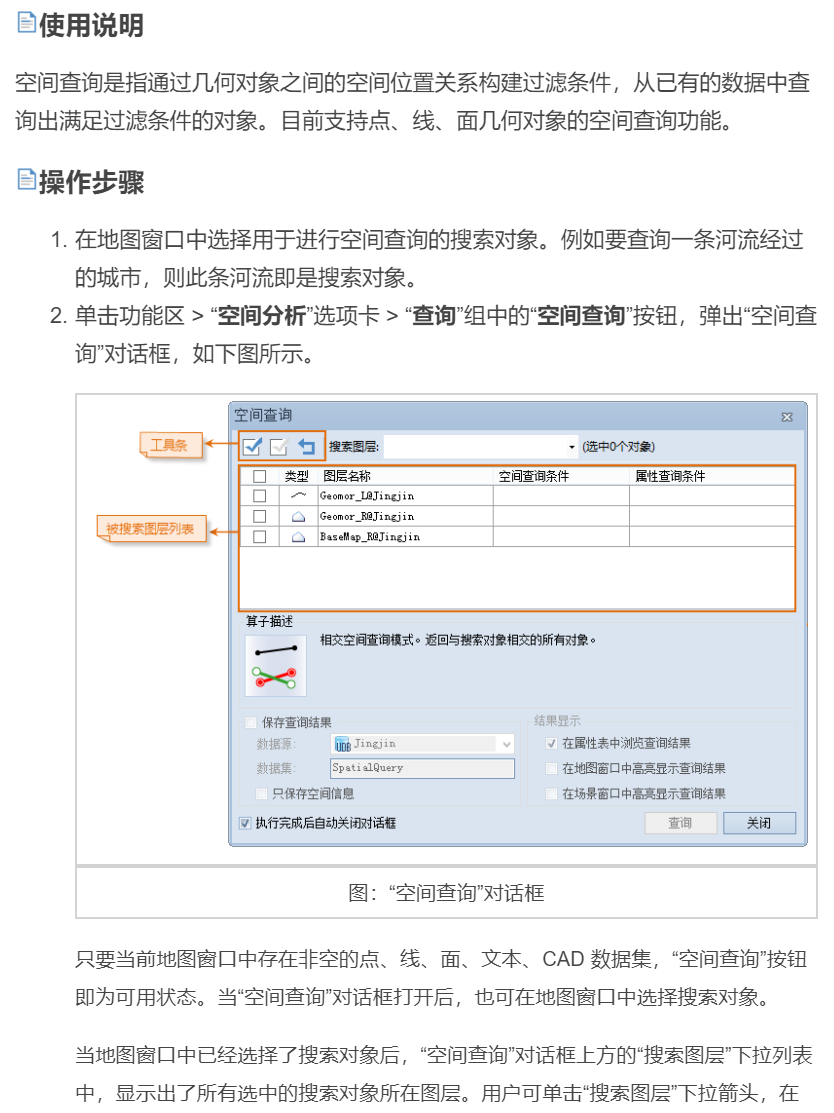 使用说明
空间查询是指通过几何对象之间的空间位置关系构建过滤条件，从已有的数据中查
询出满足过滤条件的对象。目前支持点、线、面几何对象的空间查询功能。
操作步骤
1. 在地图窗口中选择用于进行空间查询的搜索对象。例如要查询一条河流经过
的城市，则此条河流即是搜索对象。
2. 单击功能区 > “空间分析”选项卡 > “查询”组中的“空间查询”按钮，弹出“空间查
询”对话框，如下图所示。
空间查询
工具条
搜索图层:
(选中0个对象)
类型 图层名称 空间查询条件 属性查询条件
Geomor_L@Jingjin
Geomor_R@Jingjin
被搜索图层列表
BaseMap_R@Jingjin
算子描述
相交空间查询模式。返回与搜索对象相交的所有对象。
保存查询结果
数据源: UDB Jingjin
数据集: SpatialQuery
只保存空间信息
结果显示
在属性表中浏览查询结果
在地图窗口中高亮显示查询结果
在场景窗口中高亮显示查询结果
执行完成后自动关闭对话框
查询 关闭
图：“空间查询”对话框
只要当前地图窗口中存在非空的点、线、面、文本、CAD 数据集，“空间查询”按钮
即为可用状态。当“空间查询”对话框打开后，也可在地图窗口中选择搜索对象。
当地图窗口中已经选择了搜索对象后，“空间查询”对话框上方的“搜索图层”下拉列表
中，显示出了所有选中的搜索对象所在图层。用户可单击“搜索图层”下拉箭头，在